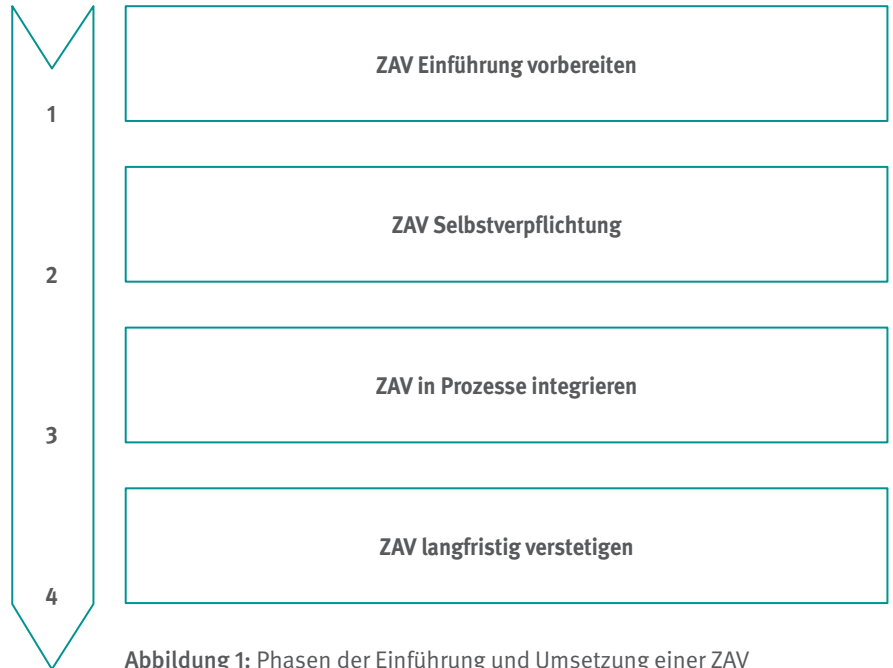 ZAV Einführung vorbereiten
1
ZAV Selbstverpflichtung
2
ZAV in Prozesse integrieren
3
ZAV langfristig verstetigen
4
Abbildung 1: Phasen der Einführung und Umsetzung einer ZAV